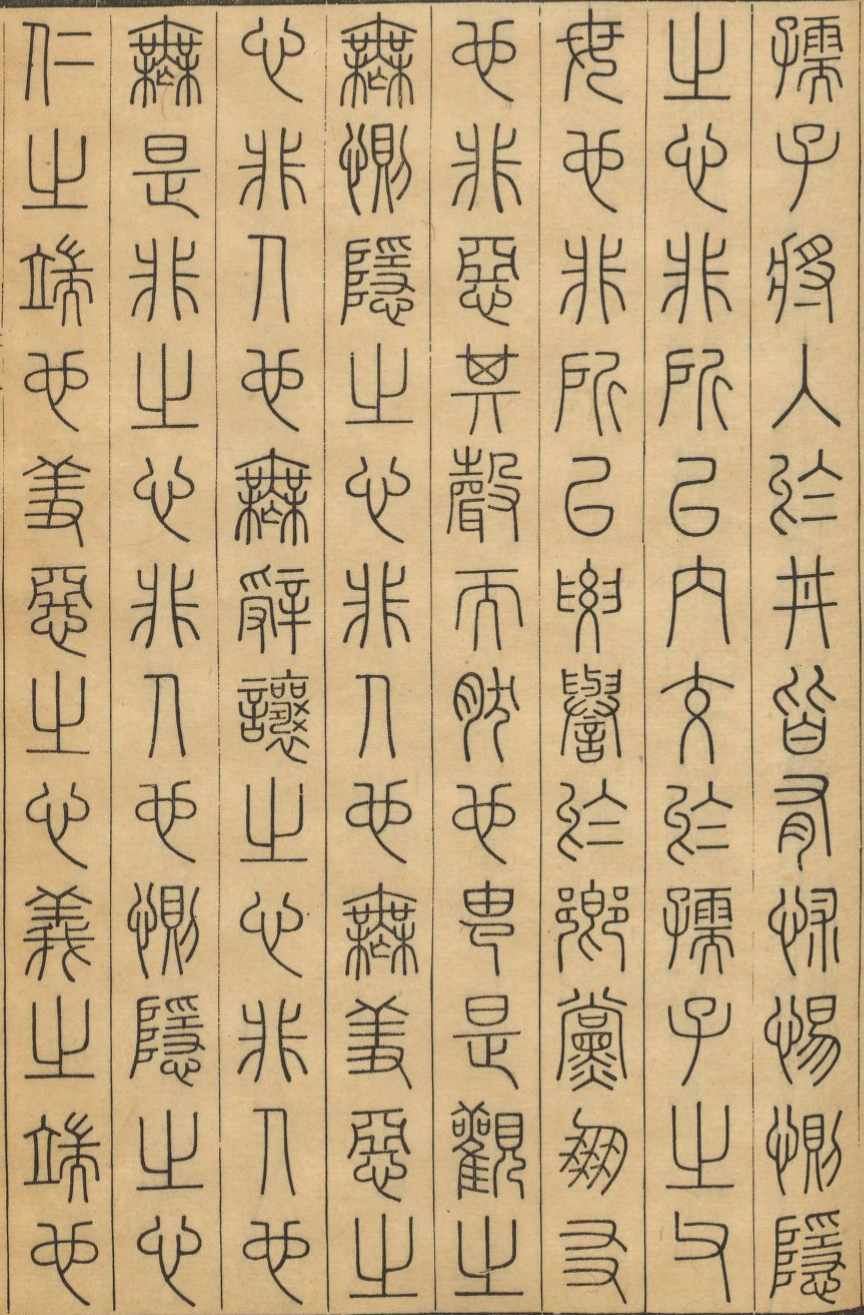 孺子將入於井皆有怵惕惻隱
之心非所以內交於孺子之父
母也非所以要譽於鄉黨朋友
也非惡其聲而然也由是觀之
無惻隱之心非人也無羞惡之
心非人也無辭讓之心非人也
無是非之心非人也惻隱之心
仁之端也羞惡之心義之端也